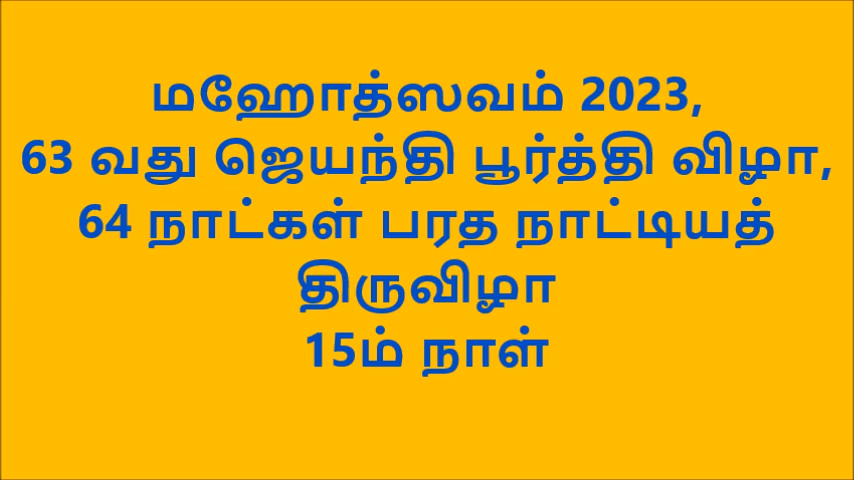 மஹோத்ஸவம் 2023,
63 வது ஜெயந்தி பூர்த்தி விழா,
64 நாட்கள் பரத நாட்டியத்
திருவிழா
15ம் நாள்